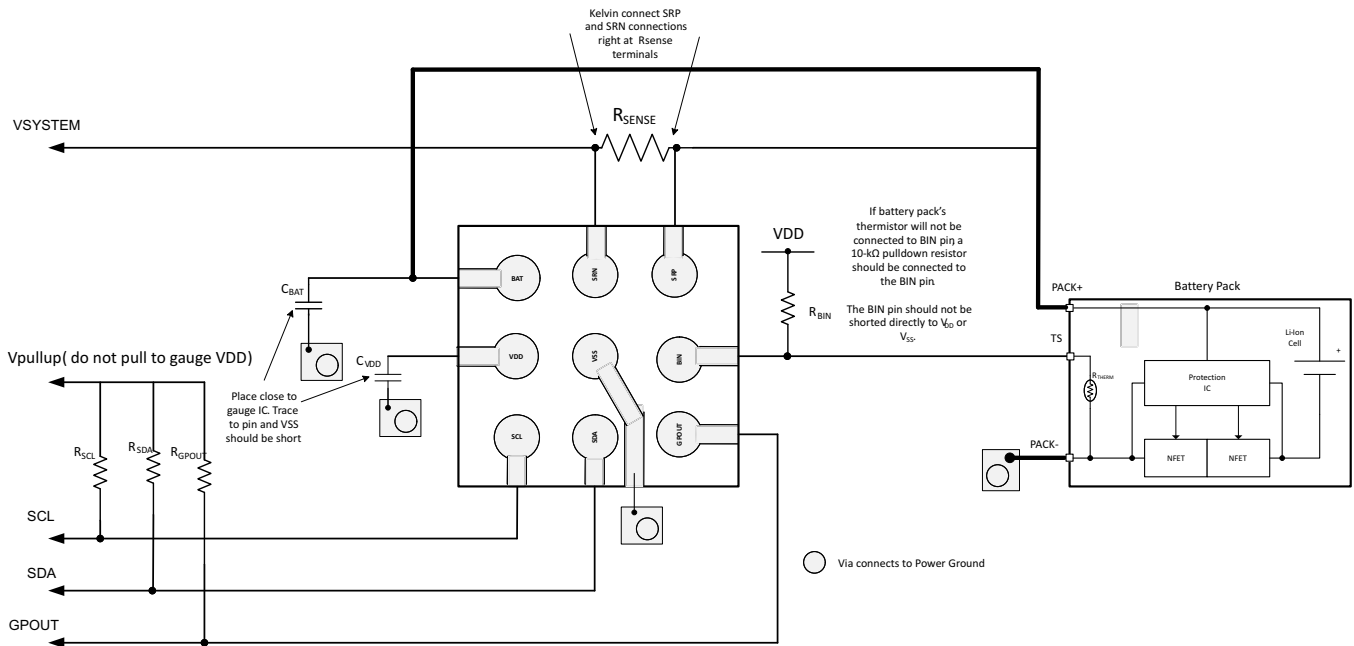 Kelvin connect SRP
and SRN connections
right at Rsense
terminals
VSYSTEM
RSENSE
If battery pack's
thermistor will not be
connected to BIN pin a
10-kΩ pulldown resistor
should be connected to
the BIN pin.
The BIN pin should not be
shorted directly to VDD or
VSS.
VDD
RBIN
BAT
SRN
SRP
CBAT
PACK+
Battery Pack
Vpullup( do not pull to gauge VDD)
CVDD
VDD
VSS
BIN
TS
Li-Ion
Cell
+
RTHERM
Protection
IC
Place close to
gauge IC. Trace
to pin and VSS
should be short
RSCL
RSDA
RGPOUT
SCL
SDA
GPOUT
PACK-
NFET
NFET
SCL
SDA
GPOUT
Via connects to Power Ground